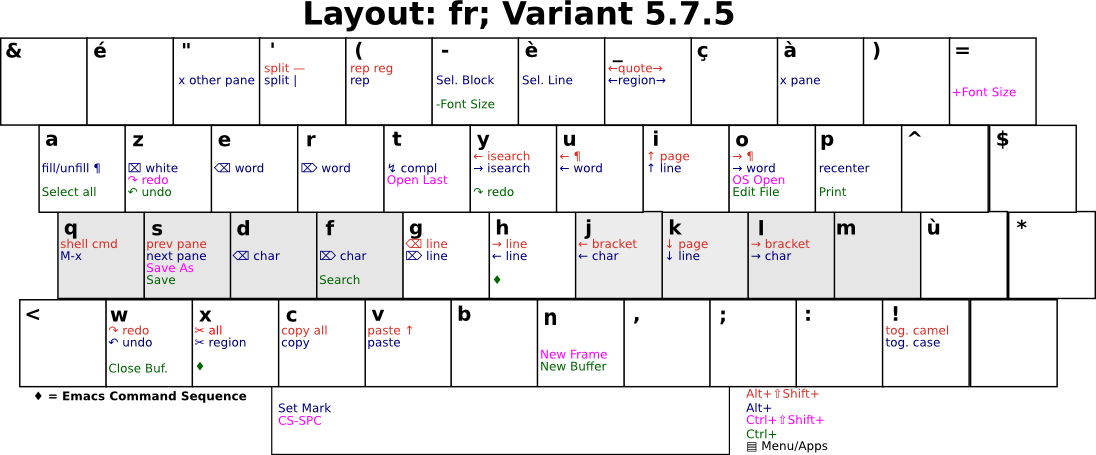 Layout: fr; Variant 5.7.5
& é " ' ( - è _ ç à ) =
split — rep reg ←quote→
x other pane split | rep Sel. Block Sel. Line ←region→ x pane
+Font Size
-Font Size
a z e r t y u i o p ^ $
← isearch ← ¶ ↑ page → ¶
fill/unfill ¶ ⌧ white ⌫ word ⌦ word ↯ compl → isearch ← word ↑ line → word recenter
↷ redo Open Last OS Open
Select all ↶ undo ↷ redo Edit File Print
q s d f g h j k l m ù *
shell cmd prev pane ⌫ line → line ← bracket ↓ page → bracket
M-x next pane ⌫ char ⌦ char ⌦ line ← line ← char ↓ line → char
Save As
Save Search ♦
< w x c v b n , ; : !
↷ redo ✂ all copy all paste ↑ tog. camel
↶ undo ✂ region copy paste tog. case
New Frame
Close Buf. ♦ New Buffer
♦ = Emacs Command Sequence
Set Mark
CS-SPC
Alt+⇧Shift+
Alt+
Ctrl+⇧Shift+
Ctrl+
▤ Menu/Apps